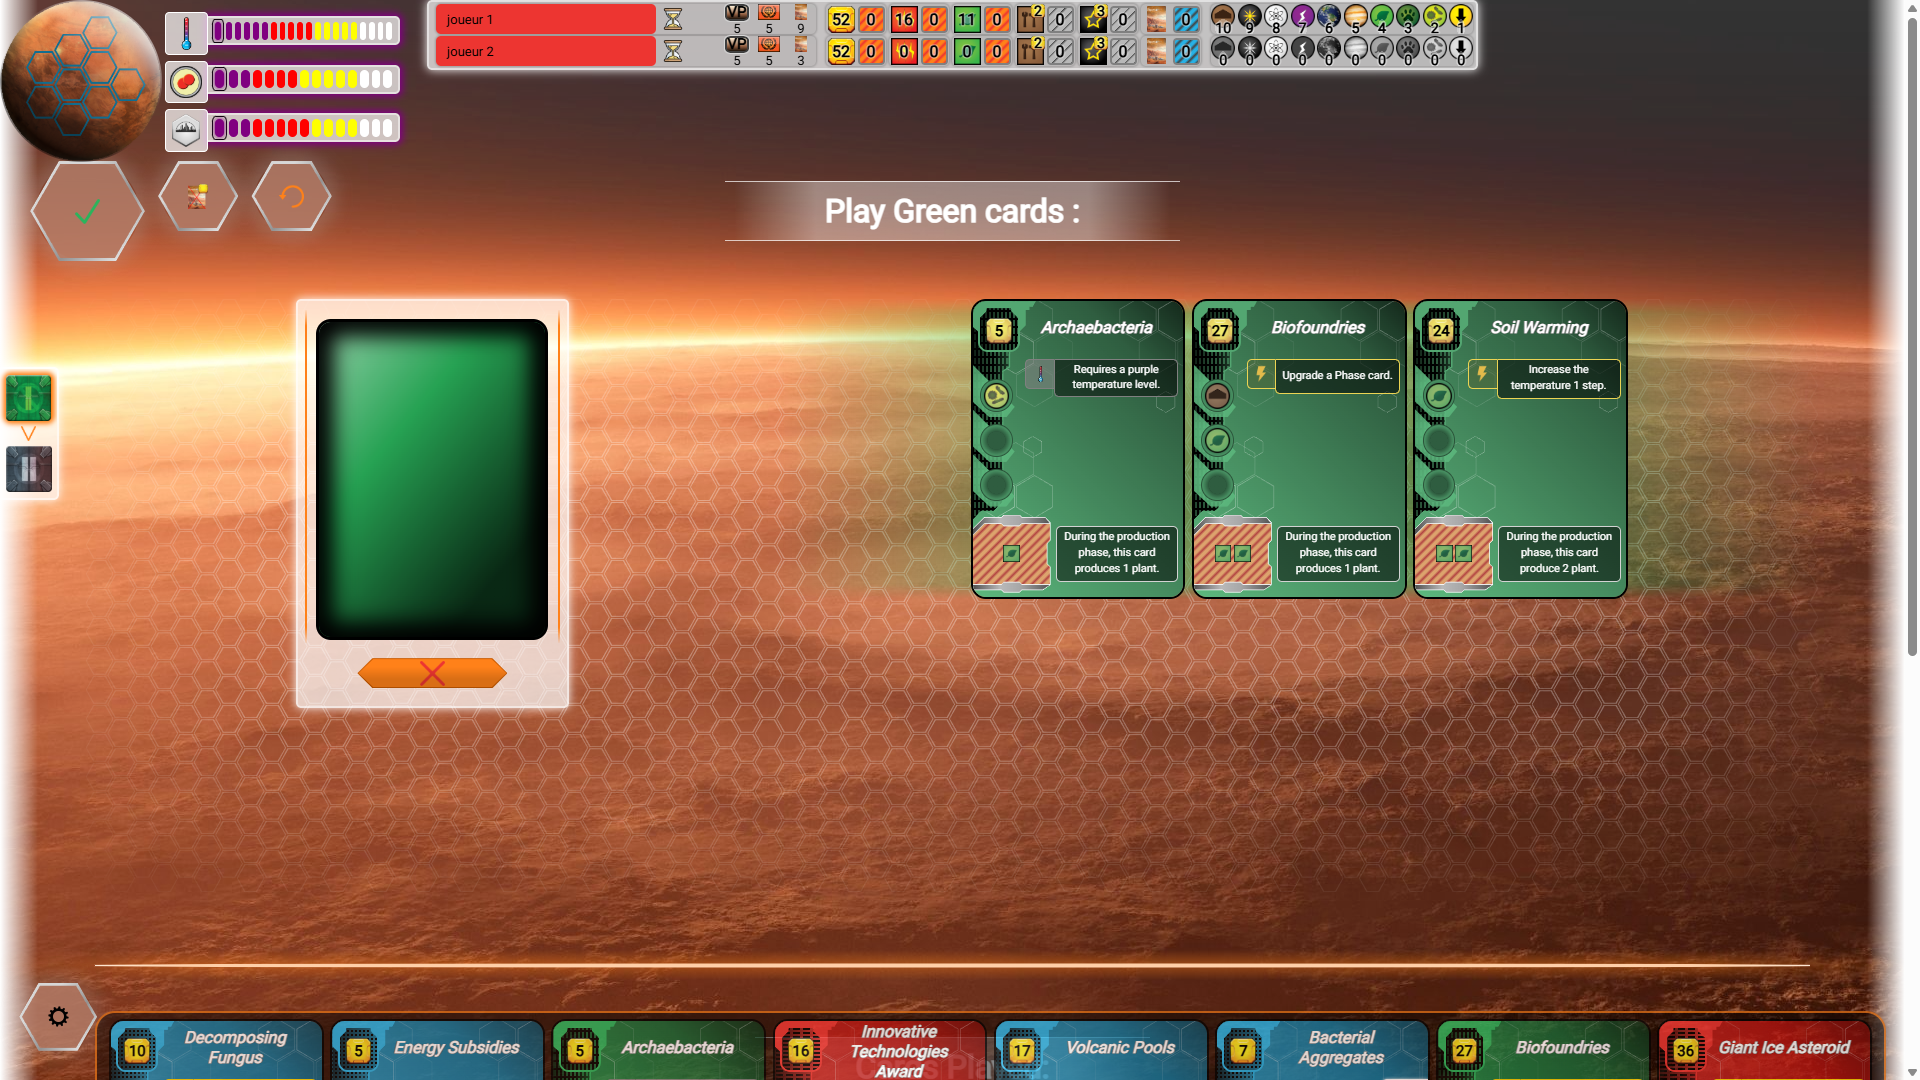 joueur 1
VP
5
5
9
52
0
16
0
11
0
2
0
3
0
0
10
9
8
7
6
5
4
3
2
1
joueur 2
VP
5
5
3
52
0
0
0
0
0
2
0
3
0
0
0
0
0
0
0
0
0
0
0
0
Play Green cards :
5
Archaebacteria
Requires a purple
temperature level.
During the production
phase, this card
produces 1 plant.
27
Biofoundries
Upgrade a Phase card.
During the production
phase, this card
produces 1 plant.
24
Soil Warming
Increase the
temperature 1 step.
During the production
phase, this card
produce 2 plant.
10
Decomposing
Fungus
5
Energy Subsidies
5
Archaebacteria
16
Innovative
Technologies
Award
17
Volcanic Pools
7
Bacterial
Aggregates
27
Biofoundries
36
Giant Ice Asteroid